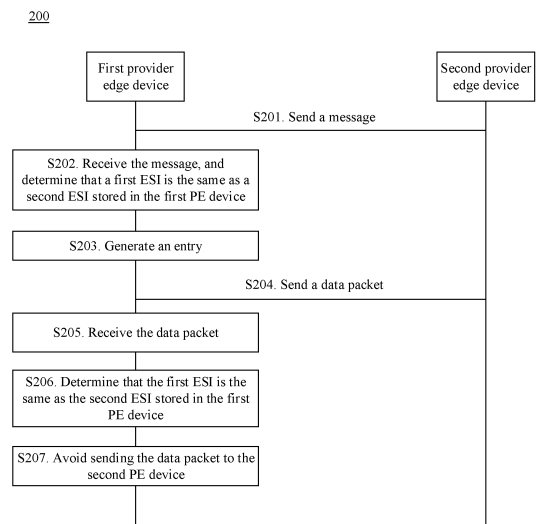 200
First provider
edge device
Second provider
edge device
S201. Send a message
S202. Receive the message, and
determine that a first ESI is the same as a
second ESI stored in the first PE device
S203. Generate an entry
S204. Send a data packet
S205. Receive the data packet
S206. Determine that the first ESI is the
same as the second ESI stored in the first
PE device
S207. Avoid sending the data packet to the
second PE device